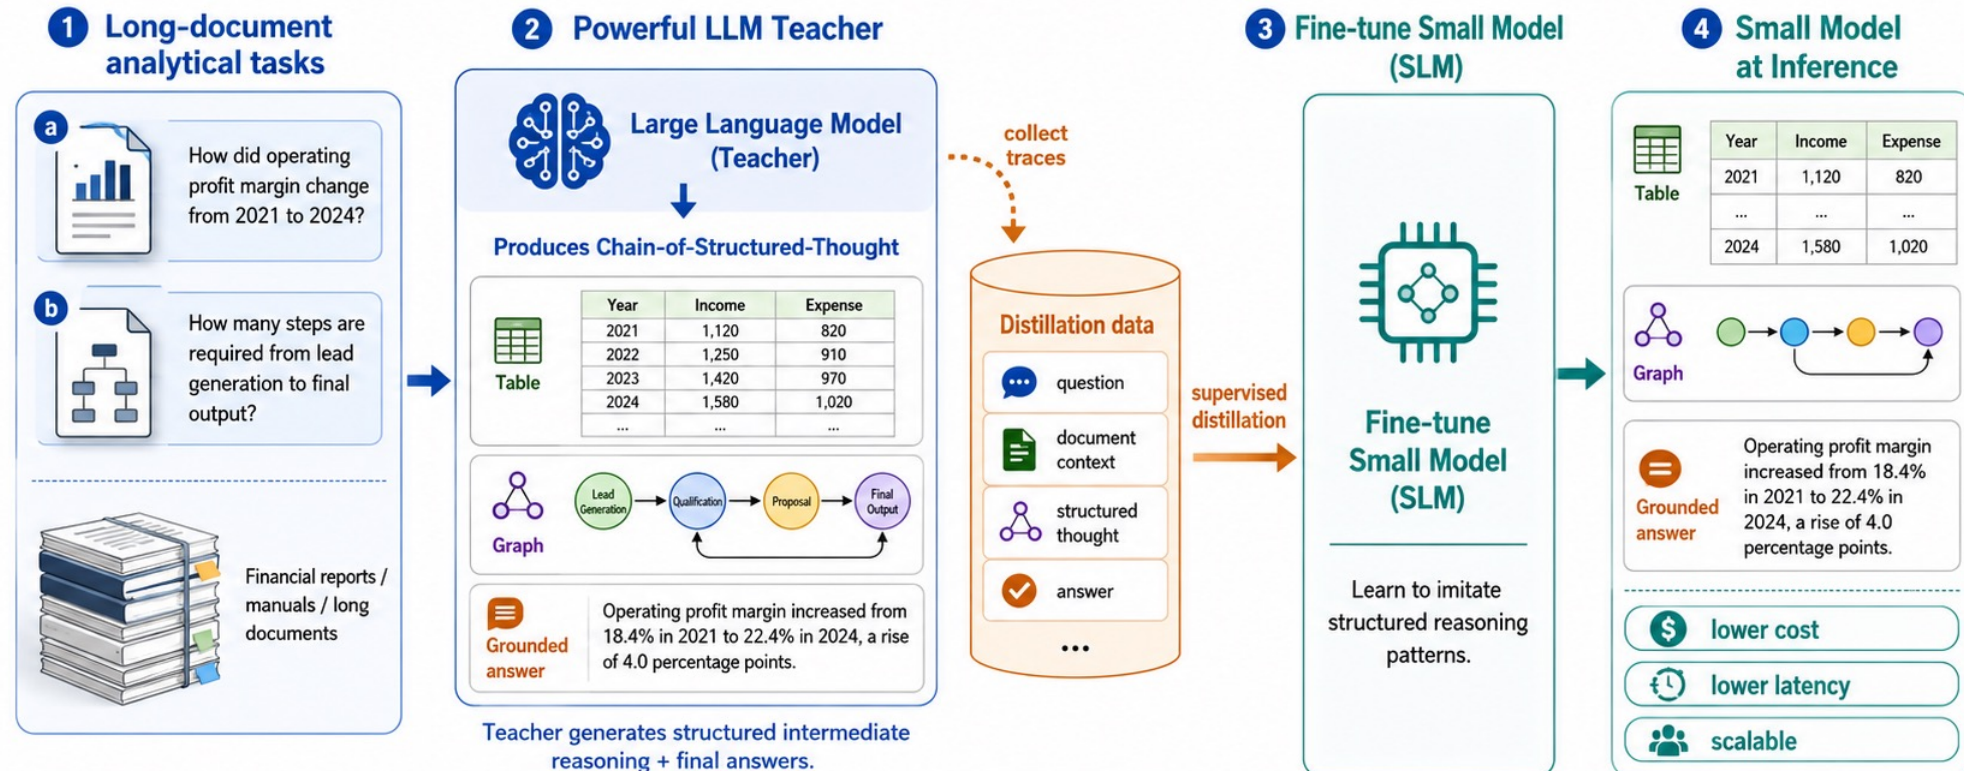 1 Long-document
analytical tasks
a
How did operating
profit margin change
from 2021 to 2024?
b
How many steps are
required from lead
generation to final
output?
Financial reports /
manuals / long
documents
2 Powerful LLM Teacher
Large Language Model
(Teacher)
Produces Chain-of-Structured-Thought
Table
Year Income Expense
2021 1,120 820
2022 1,250 910
2023 1,420 970
2024 1,580 1,020
... ... ...
Graph
Lead
Generation
Qualification
Proposal
Final
Output
Grounded
answer
Operating profit margin increased from
18.4% in 2021 to 22.4% in 2024, a rise
of 4.0 percentage points.
Teacher generates structured intermediate
reasoning + final answers.
collect
traces
Distillation data
question
document
context
structured
thought
answer
...
supervised
distillation
3 Fine-tune Small Model
(SLM)
Fine-tune
Small Model
(SLM)
Learn to imitate
structured reasoning
patterns.
4 Small Model
at Inference
Table
Year Income Expense
2021 1,120 820
... ... ...
2024 1,580 1,020
Graph
Grounded
answer
Operating profit margin
increased from 18.4%
in 2021 to 22.4% in
2024, a rise of 4.0
percentage points.
$ lower cost
lower latency
scalable